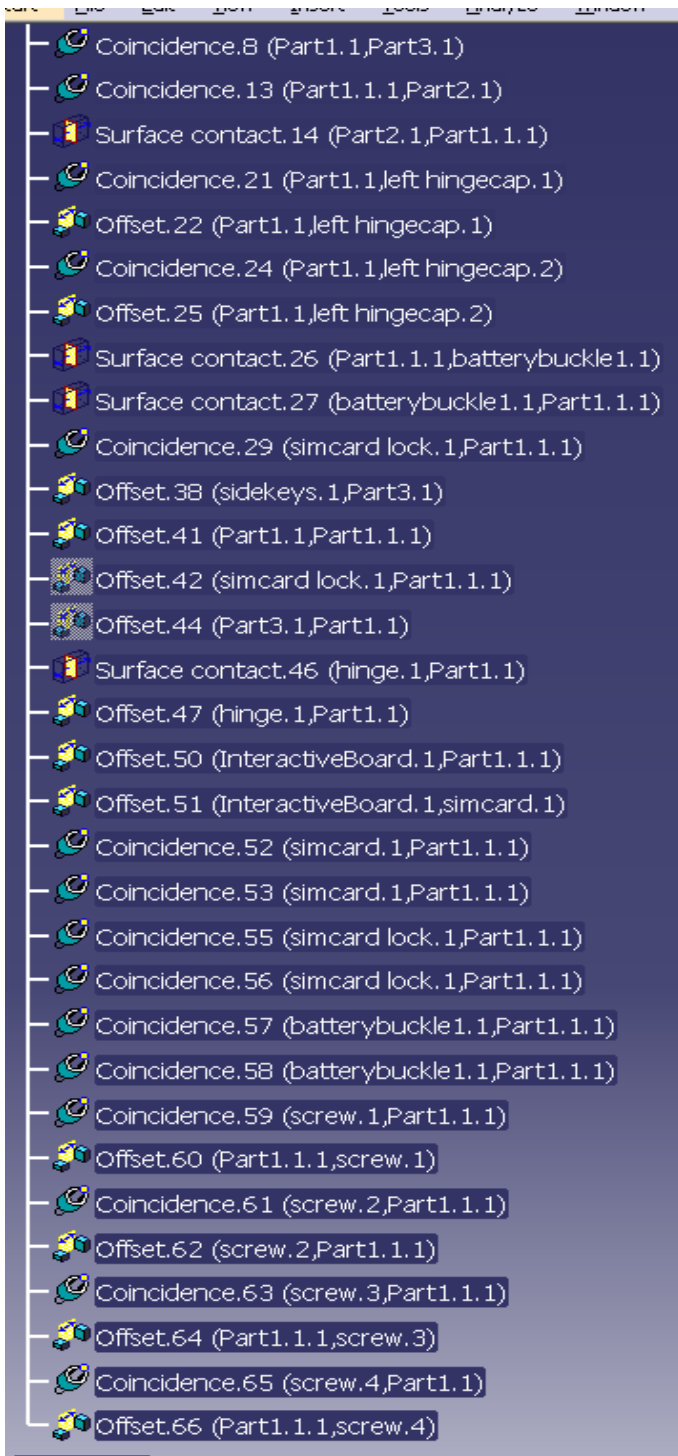 Coincidence.8 (Part1.1,Part3.1)
Coincidence.13 (Part1.1.1,Part2.1)
Surface contact.14 (Part2.1,Part1.1.1)
Coincidence.21 (Part1.1,left hingecap.1)
Offset.22 (Part1.1,left hingecap.1)
Coincidence.24 (Part1.1,left hingecap.2)
Offset.25 (Part1.1,left hingecap.2)
Surface contact.26 (Part1.1.1,batterybuckle1.1)
Surface contact.27 (batterybuckle1.1,Part1.1.1)
Coincidence.29 (simcard lock.1,Part1.1.1)
Offset.38 (sidekeys.1,Part3.1)
Offset.41 (Part1.1,Part1.1.1)
Offset.42 (simcard lock.1,Part1.1.1)
Offset.44 (Part3.1,Part1.1)
Surface contact.46 (hinge.1,Part1.1)
Offset.47 (hinge.1,Part1.1)
Offset.50 (InteractiveBoard.1,Part1.1.1)
Offset.51 (InteractiveBoard.1,simcard.1)
Coincidence.52 (simcard.1,Part1.1.1)
Coincidence.53 (simcard.1,Part1.1.1)
Coincidence.55 (simcard lock.1,Part1.1.1)
Coincidence.56 (simcard lock.1,Part1.1.1)
Coincidence.57 (batterybuckle1.1,Part1.1.1)
Coincidence.58 (batterybuckle1.1,Part1.1.1)
Coincidence.59 (screw.1,Part1.1.1)
Offset.60 (Part1.1.1,screw.1)
Coincidence.61 (screw.2,Part1.1.1)
Offset.62 (screw.2,Part1.1.1)
Coincidence.63 (screw.3,Part1.1.1)
Offset.64 (Part1.1.1,screw.3)
Coincidence.65 (screw.4,Part1.1)
Offset.66 (Part1.1.1,screw.4)